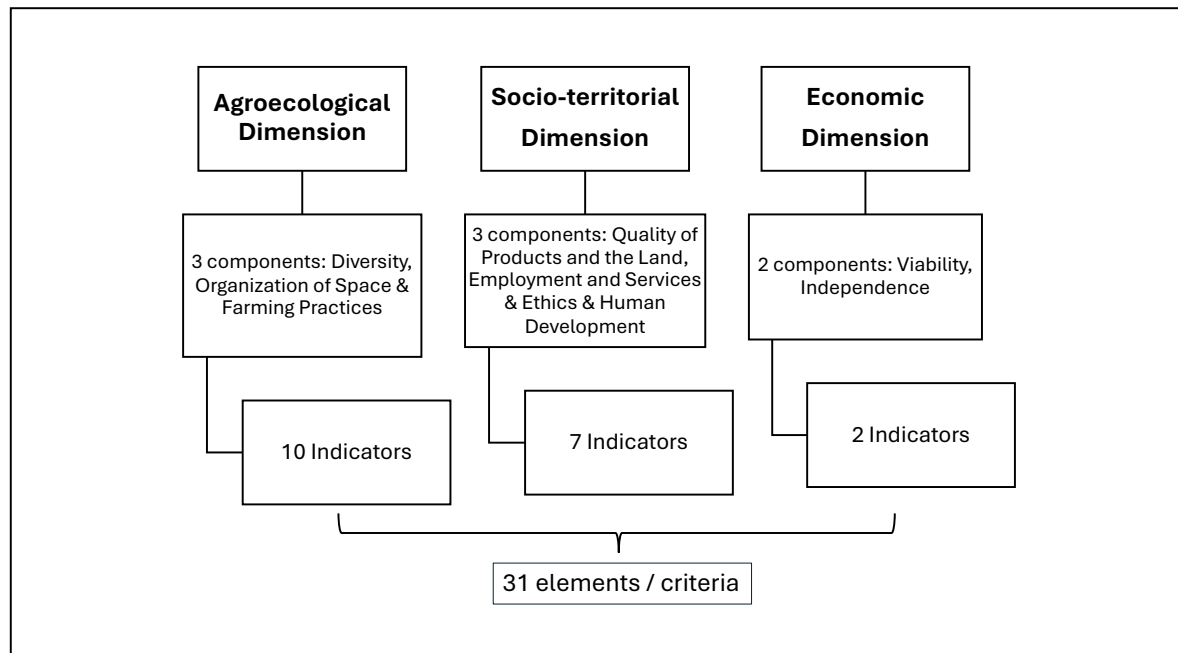 Agroecological
Dimension
Socio-territorial
Dimension
Economic
Dimension
3 components: Diversity,
Organization of Space &
Farming Practices
3 components: Quality of
Products and the Land,
Employment and Services
& Ethics & Human
Development
2 components: Viability,
Independence
10 Indicators
7 Indicators
2 Indicators
31 elements / criteria